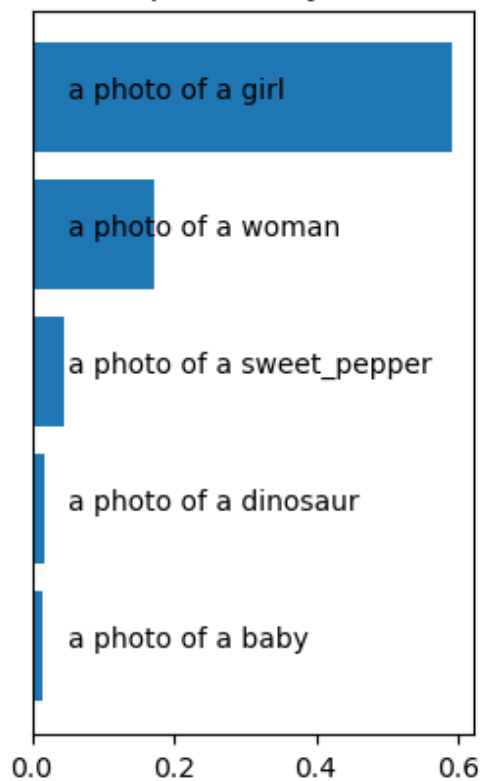 a photo of a girl
a photo of a woman
a photo of a sweet_pepper
a photo of a dinosaur
a photo of a baby
0.0 0.2 0.4 0.6